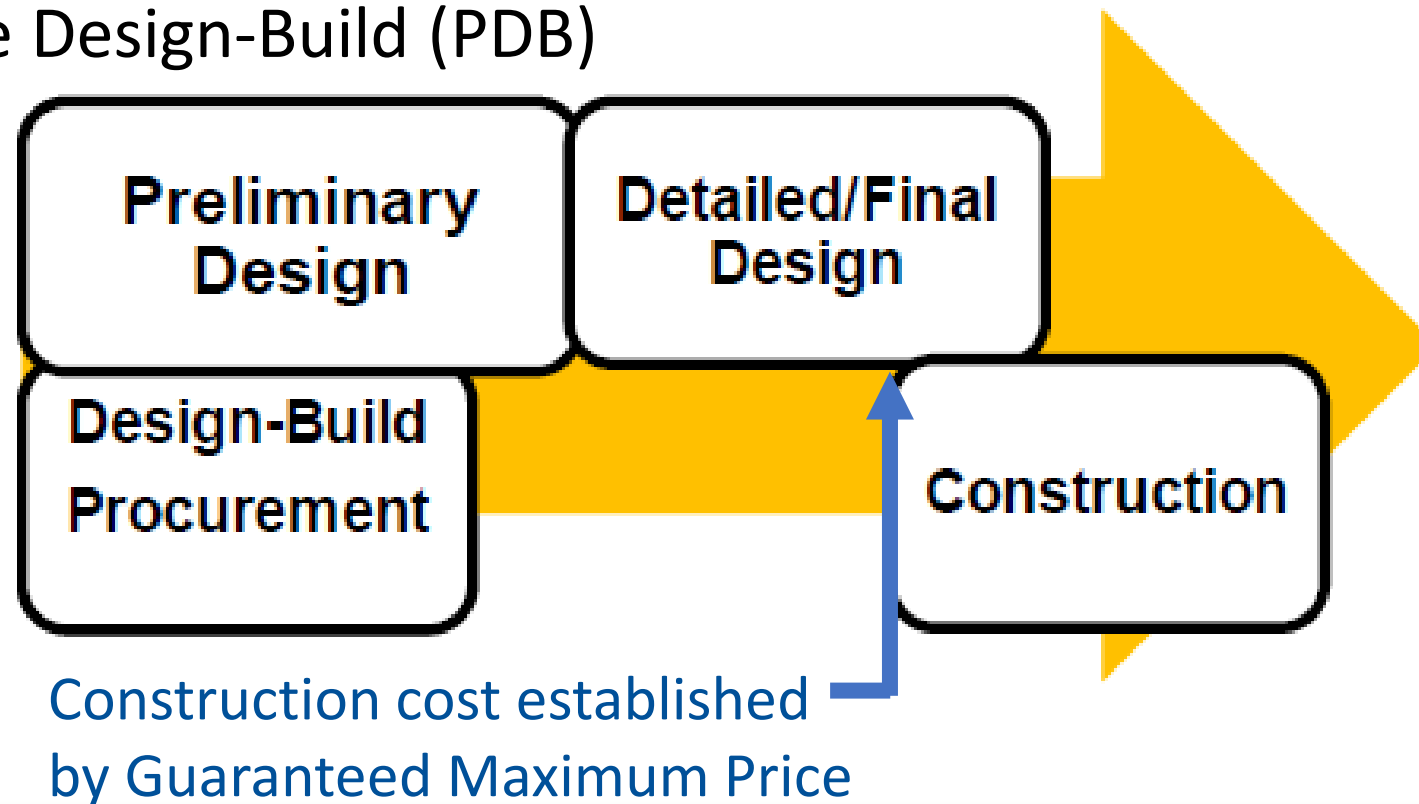 e Design-Build (PDB)
Preliminary
Design
Detailed/Final
Design
Design-Build
Procurement
Construction
Construction cost established
by Guaranteed Maximum Price